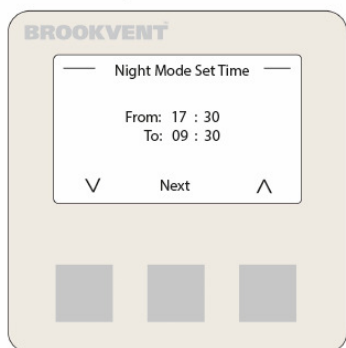 BROOKVENT
Night Mode Set Time
From: 17 : 30
To: 09 : 30
∨ Next ∧